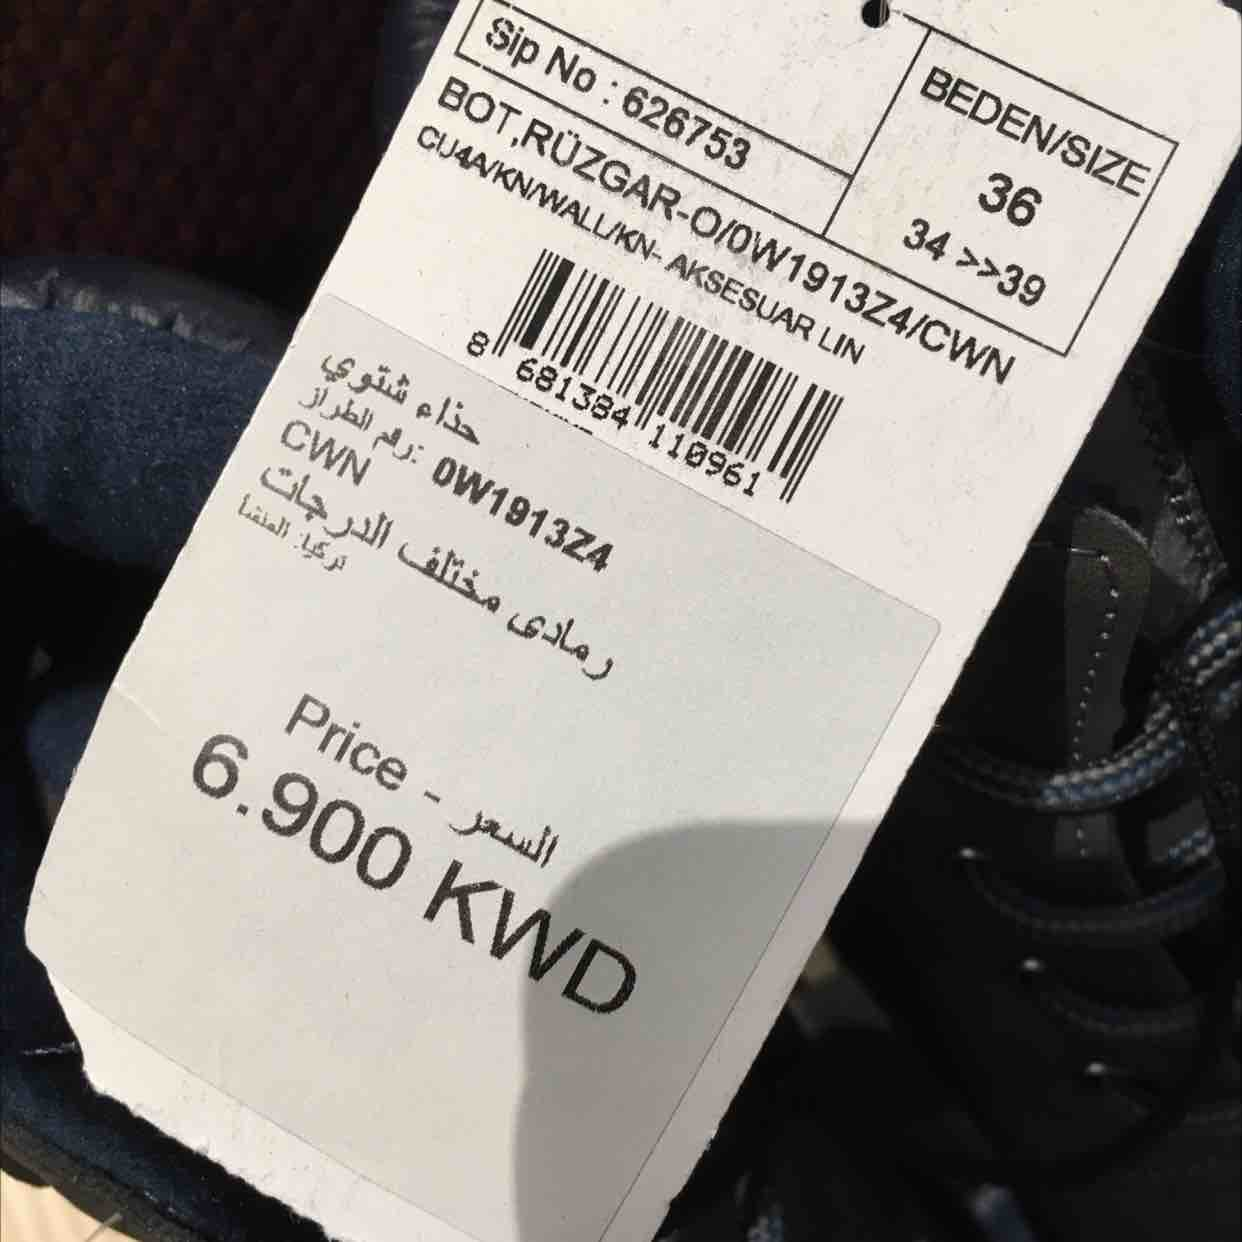 Sip No : 626753
BEDEN/SIZE
36
34 >>39
BOT,RÜZGAR-O/0W1913Z4/CWN
CIJ4A/KN/WALL/KN- AKSESUAR LIN
8 681384 110961
حذاء شتوي
رقم الطراز: 0W1913Z4
CWN
رمادى مختلف الدرجات
تركيا: المنشأ
Price - السعر
6.900 KWD